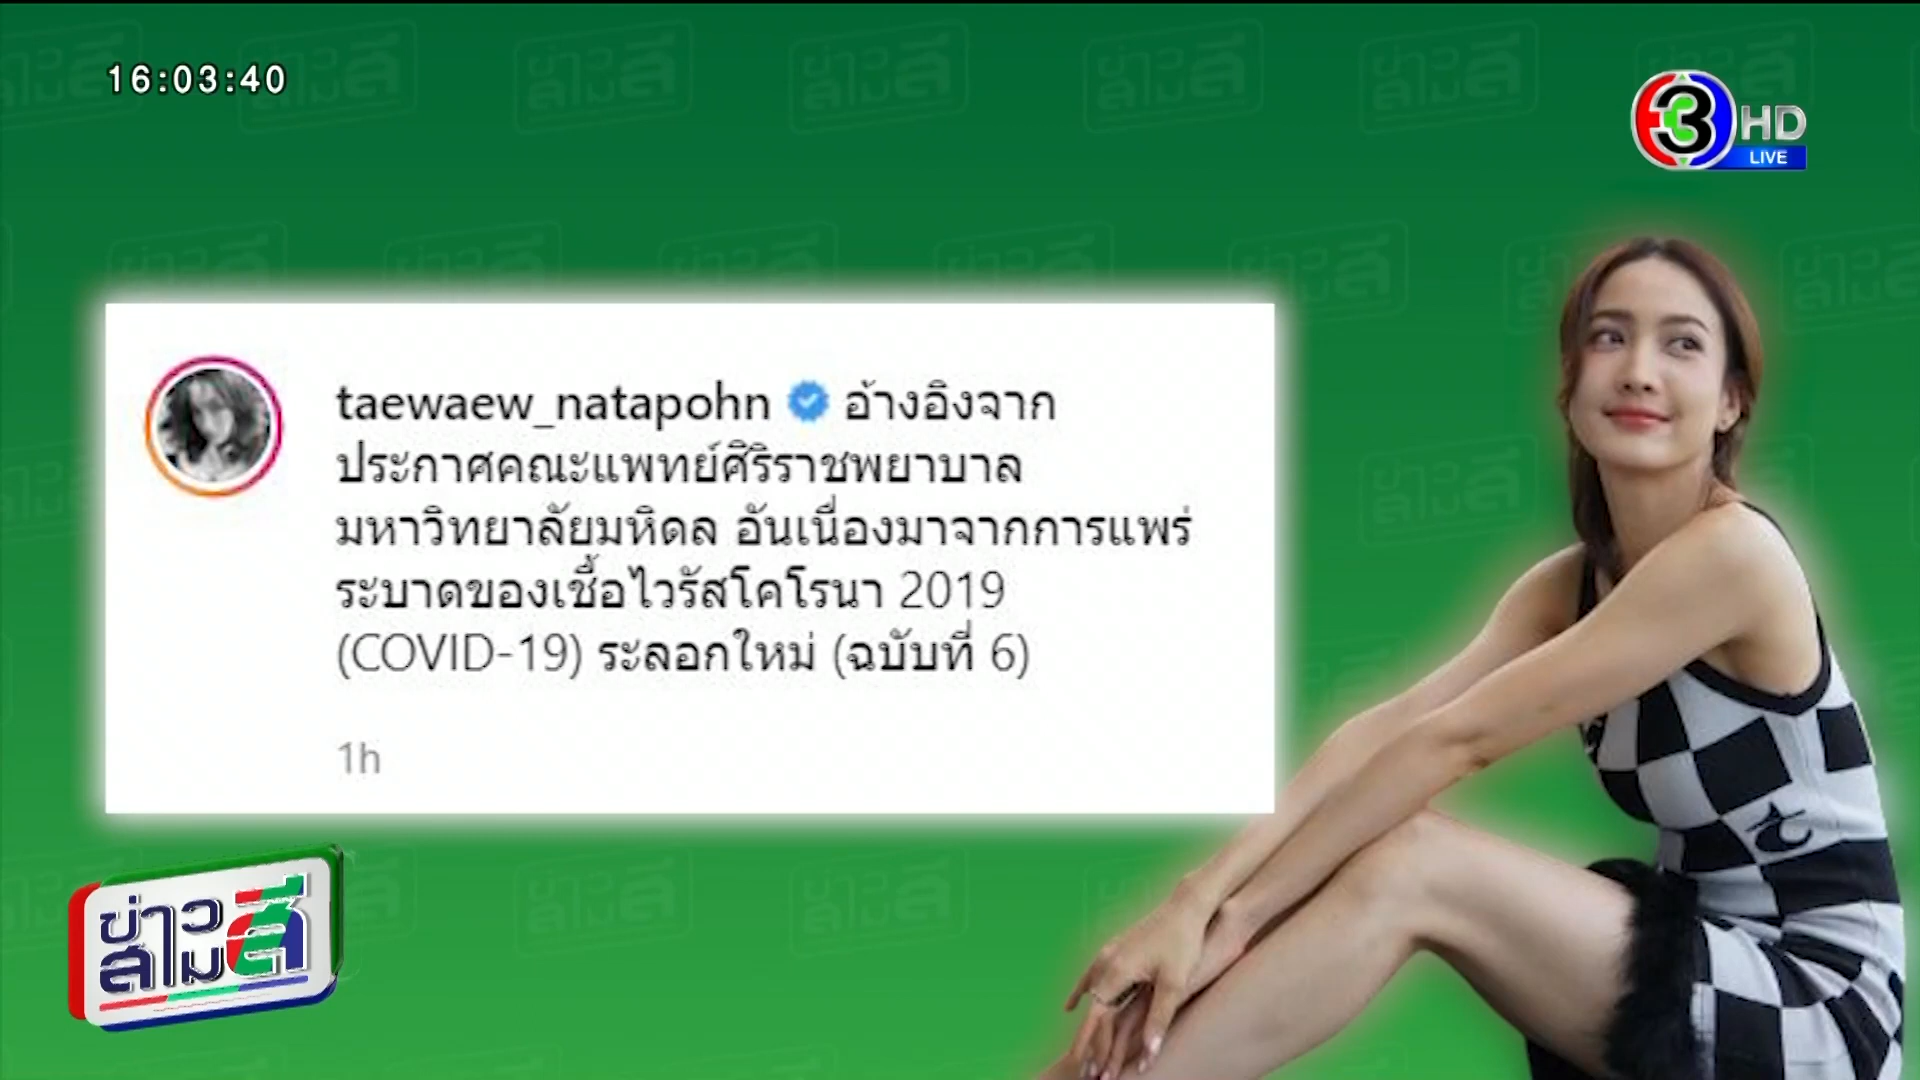 16:03:40
3 HD
LIVE
taewaew_natapohn อ้างอิงจาก
ประกาศคณะแพทย์ศิริราชพยาบาล
มหาวิทยาลัยมหิดล อันเนื่องมาจากการแพร่
ระบาดของเชื้อไวรัสโคโรนา 2019
(COVID-19) ระลอกใหม่ (ฉบับที่ 6)
1h
ข่าว
สามสี